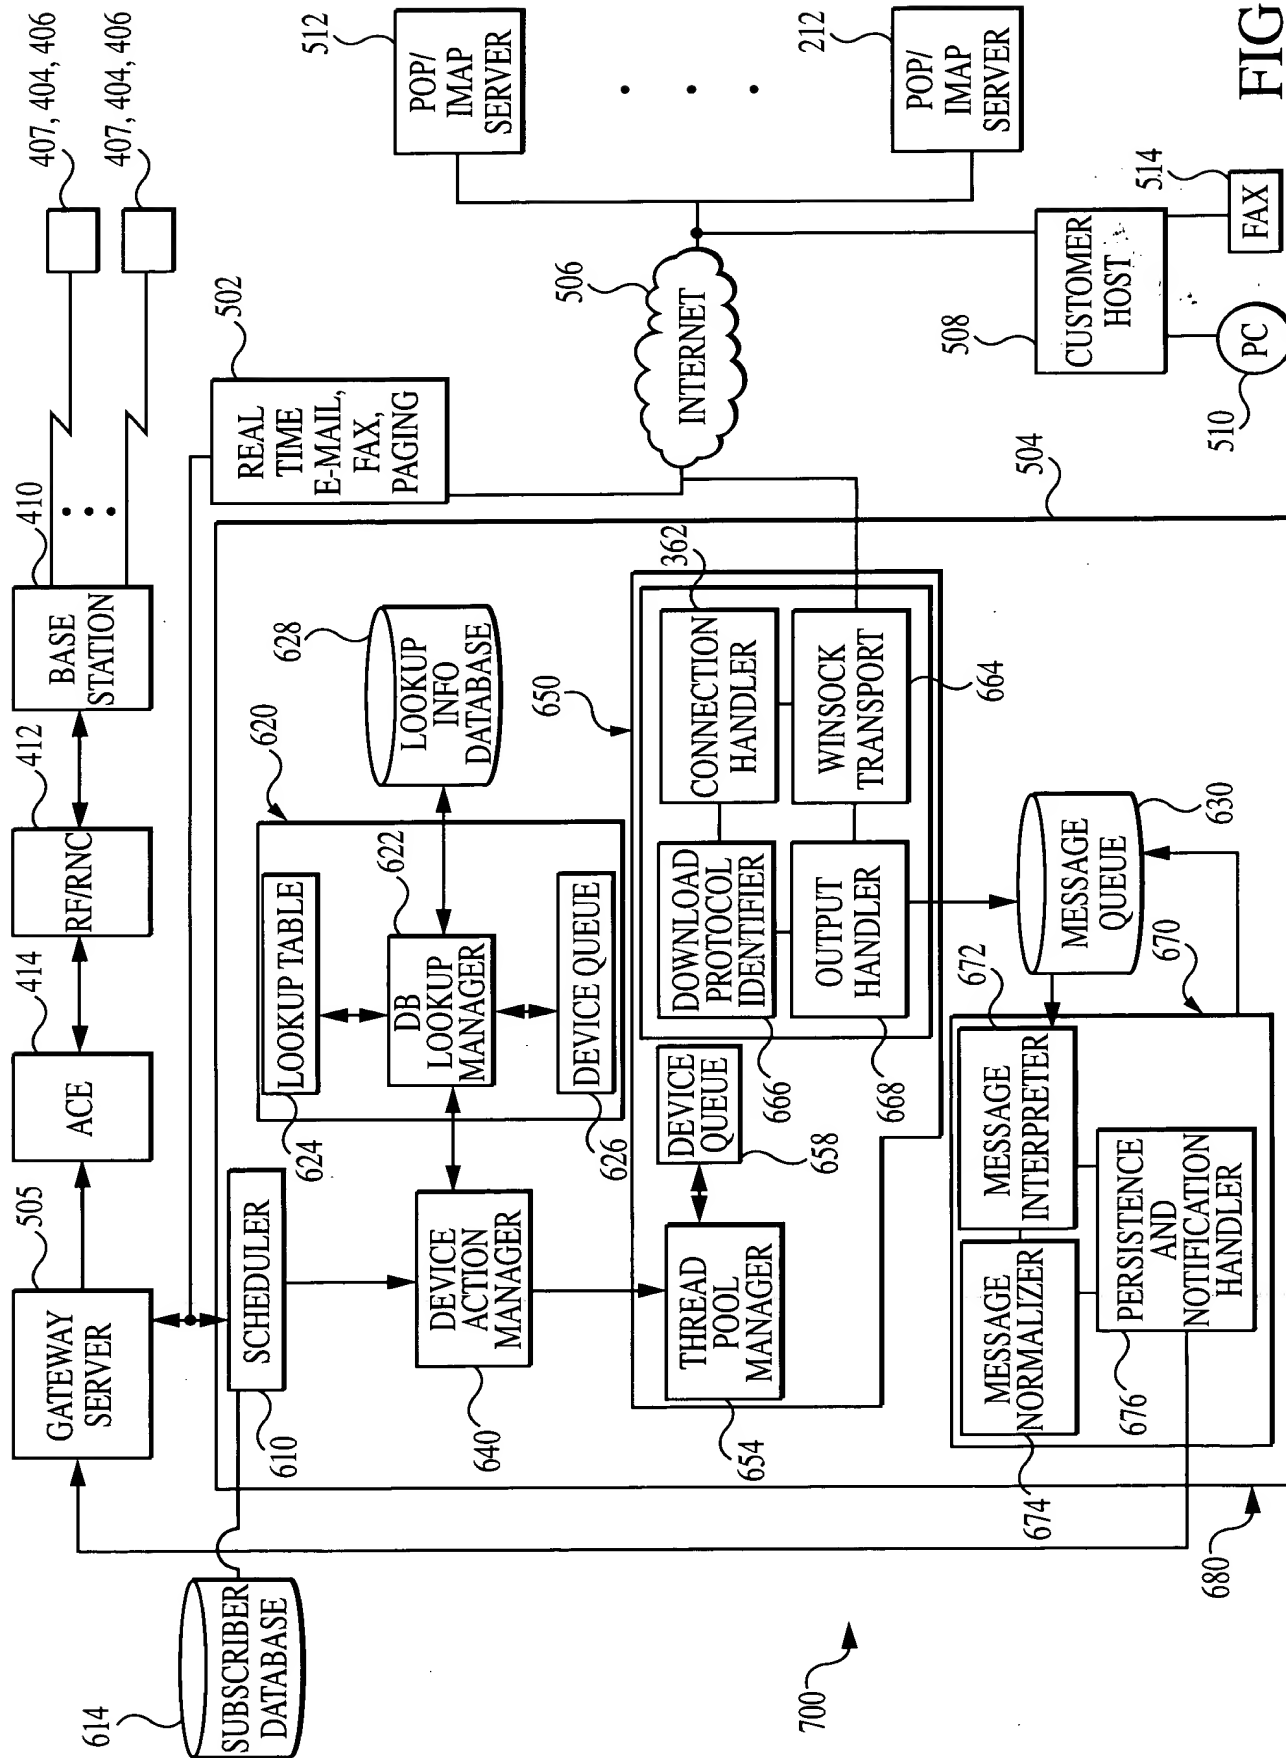 614
SUBSCRIBER
DATABASE
505
GATEWAY
SERVER
414
ACE
412
RF/RNC
410
BASE
STATION
407, 404, 406
407, 404, 406
502
REAL
TIME
E-MAIL,
FAX,
PAGING
610
SCHEDULER
620
624
LOOKUP TABLE
622
DB
LOOKUP
MANAGER
626
DEVICE QUEUE
628
LOOKUP
INFO
DATABASE
640
DEVICE
ACTION
MANAGER
650
654
THREAD
POOL
MANAGER
658
DEVICE
QUEUE
362
CONNECTION
HANDLER
666
DOWNLOAD
PROTOCOL
IDENTIFIER
668
OUTPUT
HANDLER
664
WINSOCK
TRANSPORT
506
INTERNET
512
POP/
IMAP
SERVER
212
POP/
IMAP
SERVER
508
CUSTOMER
HOST
510
PC
514
FAX
504
630
MESSAGE
QUEUE
670
672
MESSAGE
INTERPRETER
674
MESSAGE
NORMALIZER
676
PERSISTENCE
AND
NOTIFICATION
HANDLER
680
700
FIG